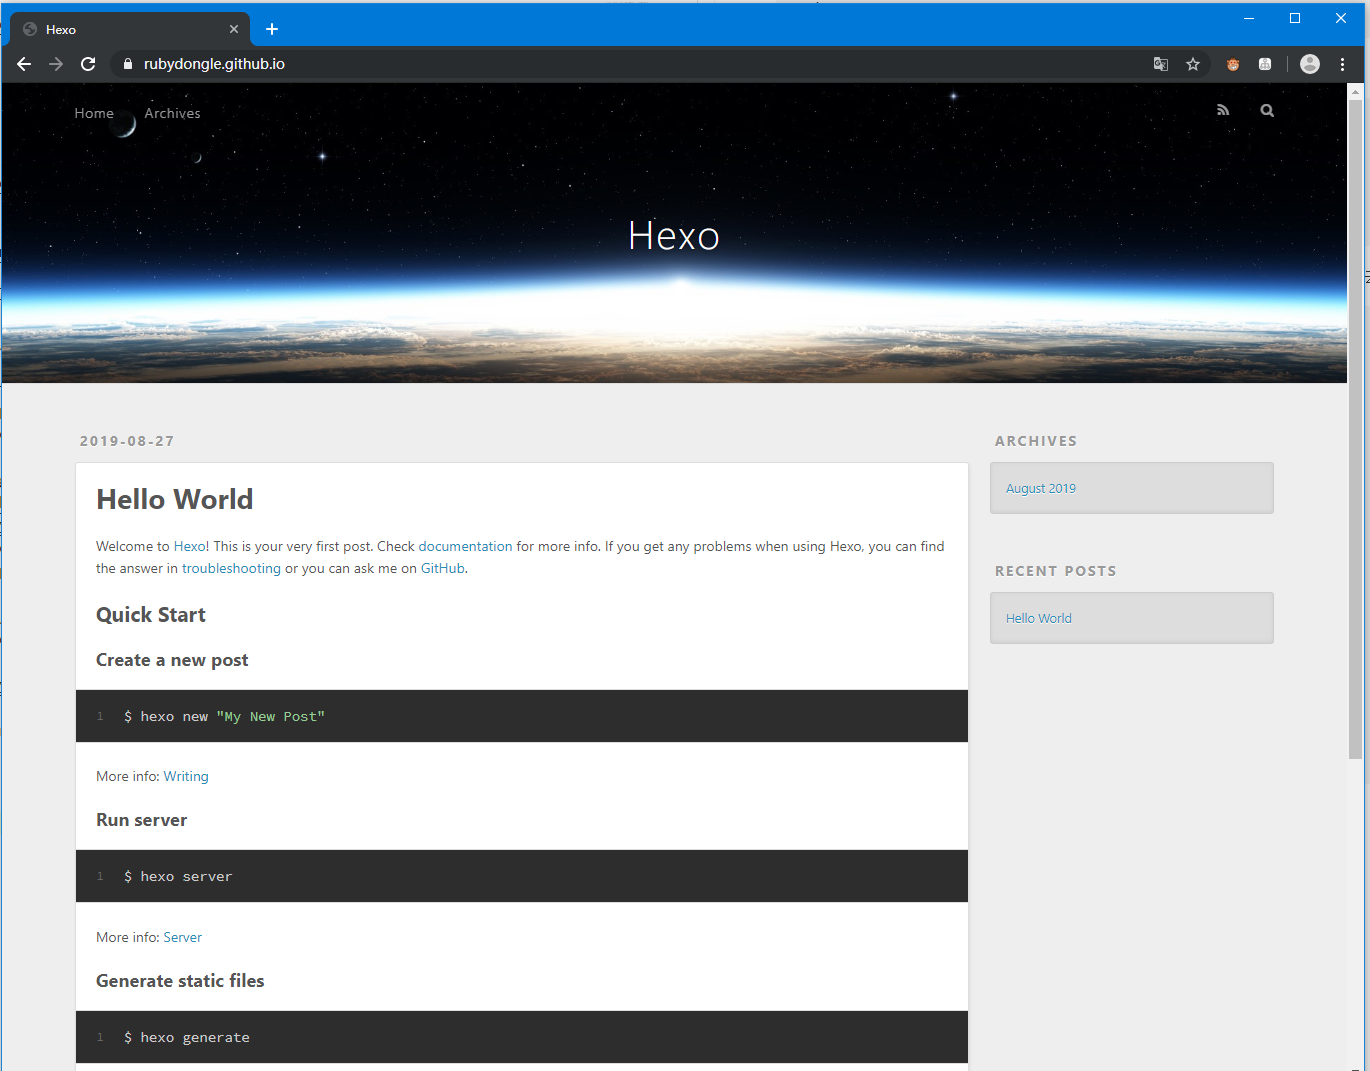 Hexo
rubydongle.github.io
Home Archives
Hexo
2019-08-27
Hello World
Welcome to Hexo! This is your very first post. Check documentation for more info. If you get any problems when using Hexo, you can find
the answer in troubleshooting or you can ask me on GitHub.
Quick Start
Create a new post
1 $ hexo new "My New Post"
More info: Writing
Run server
1 $ hexo server
More info: Server
Generate static files
1 $ hexo generate
ARCHIVES
August 2019
RECENT POSTS
Hello World